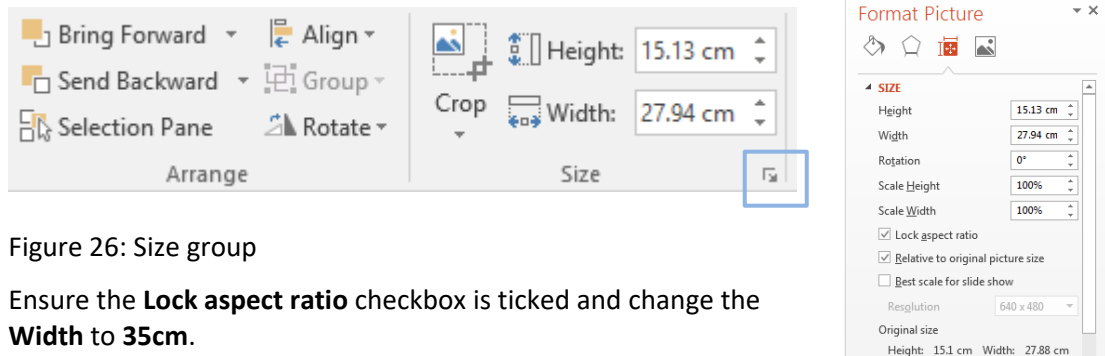 Bring Forward Align
Send Backward Group
Selection Pane Rotate
Arrange
Crop
Height: 15.13 cm
Width: 27.94 cm
Size
Figure 26: Size group
Ensure the Lock aspect ratio checkbox is ticked and change the
Width to 35cm.
Format Picture
SIZE
Height 15.13 cm
Width 27.94 cm
Rotation 0°
Scale Height 100%
Scale Width 100%
Lock aspect ratio
Relative to original picture size
Best scale for slide show
Resolution 640 x 480
Original size
Height: 15.1 cm Width: 27.88 cm